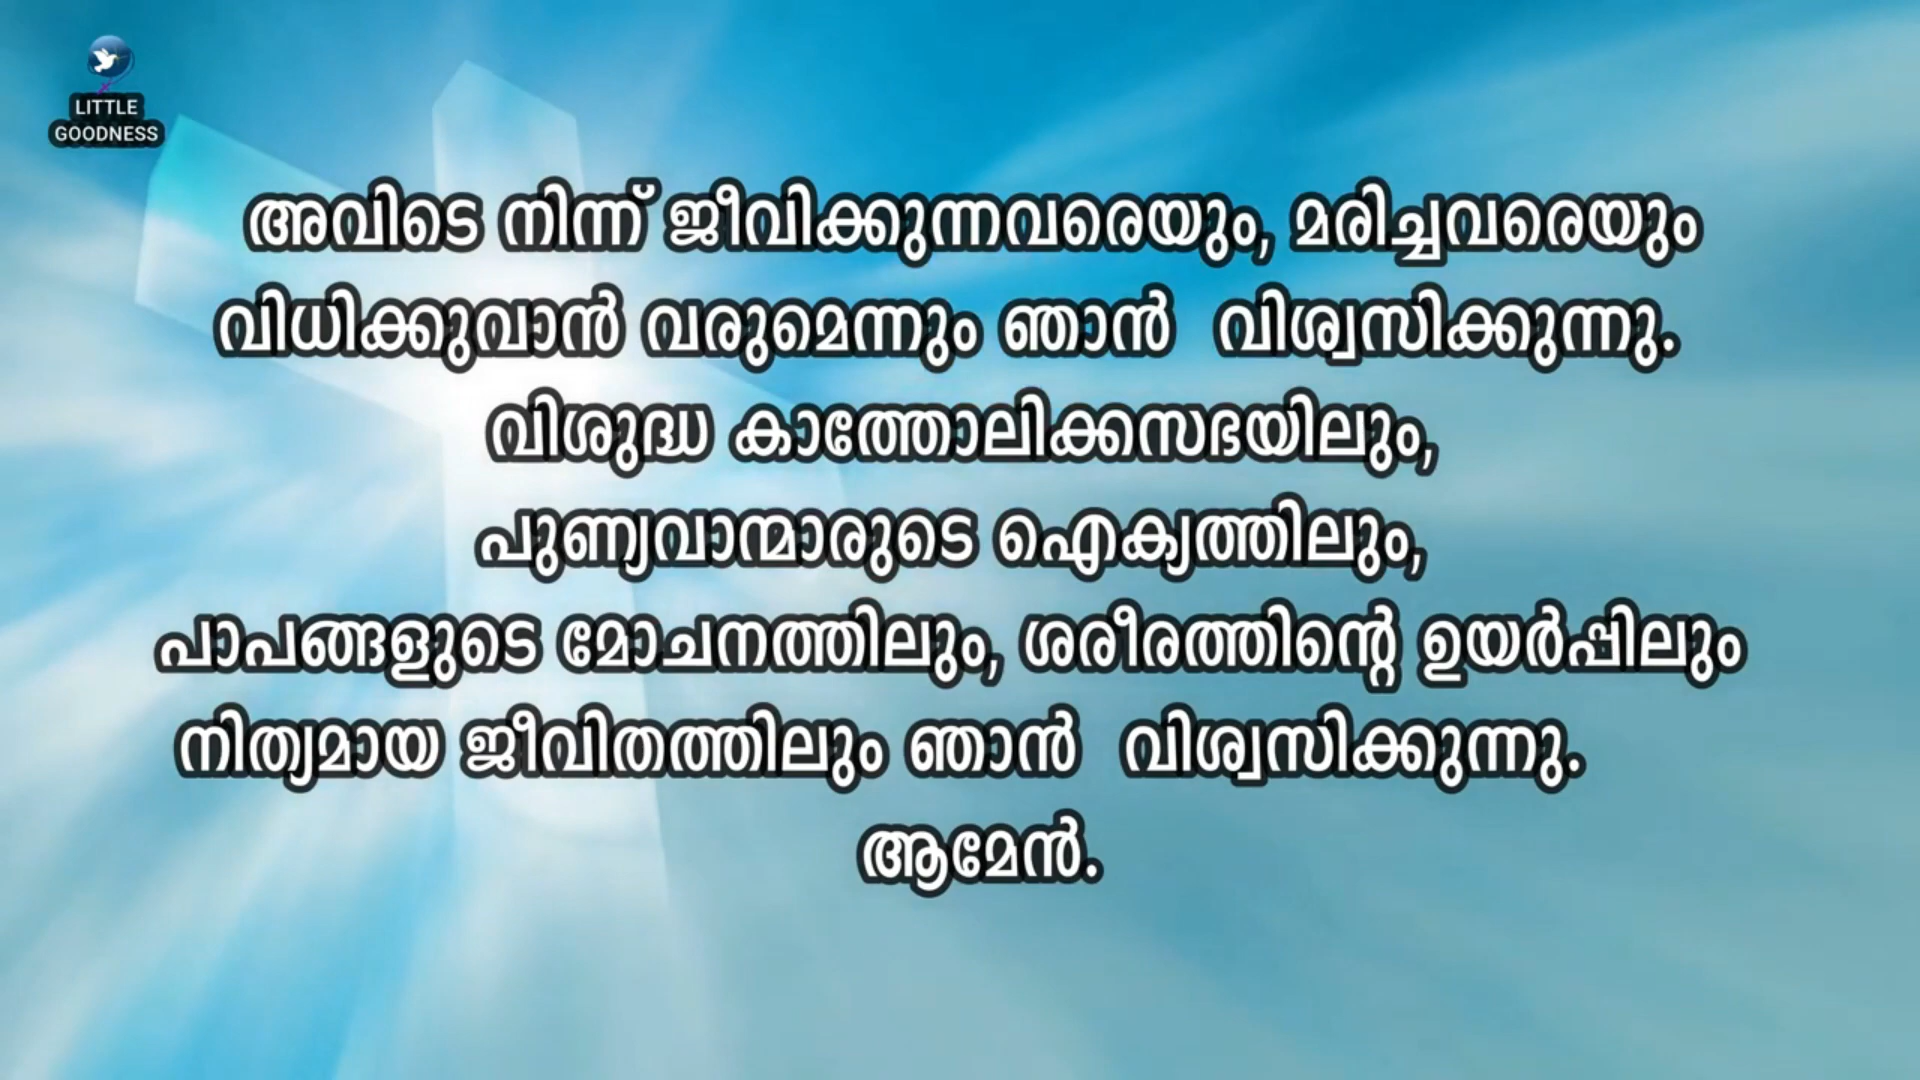 LITTLE
GOODNESS
അവിടെ നിന്ന് ജീവിക്കുന്നവരെയും, മരിച്ചവരെയും
വിധിക്കുവാൻ വരുമെന്നും ഞാൻ വിശ്വസിക്കുന്നു.
വിശുദ്ധ കാത്തോലിക്കസഭയിലും,
പുണ്യവാന്മാരുടെ ഐക്യത്തിലും,
പാപങ്ങളുടെ മോചനത്തിലും, ശരീരത്തിന്റെ ഉയർപ്പിലും
നിത്യമായ ജീവിതത്തിലും ഞാൻ വിശ്വസിക്കുന്നു.
ആമേൻ.